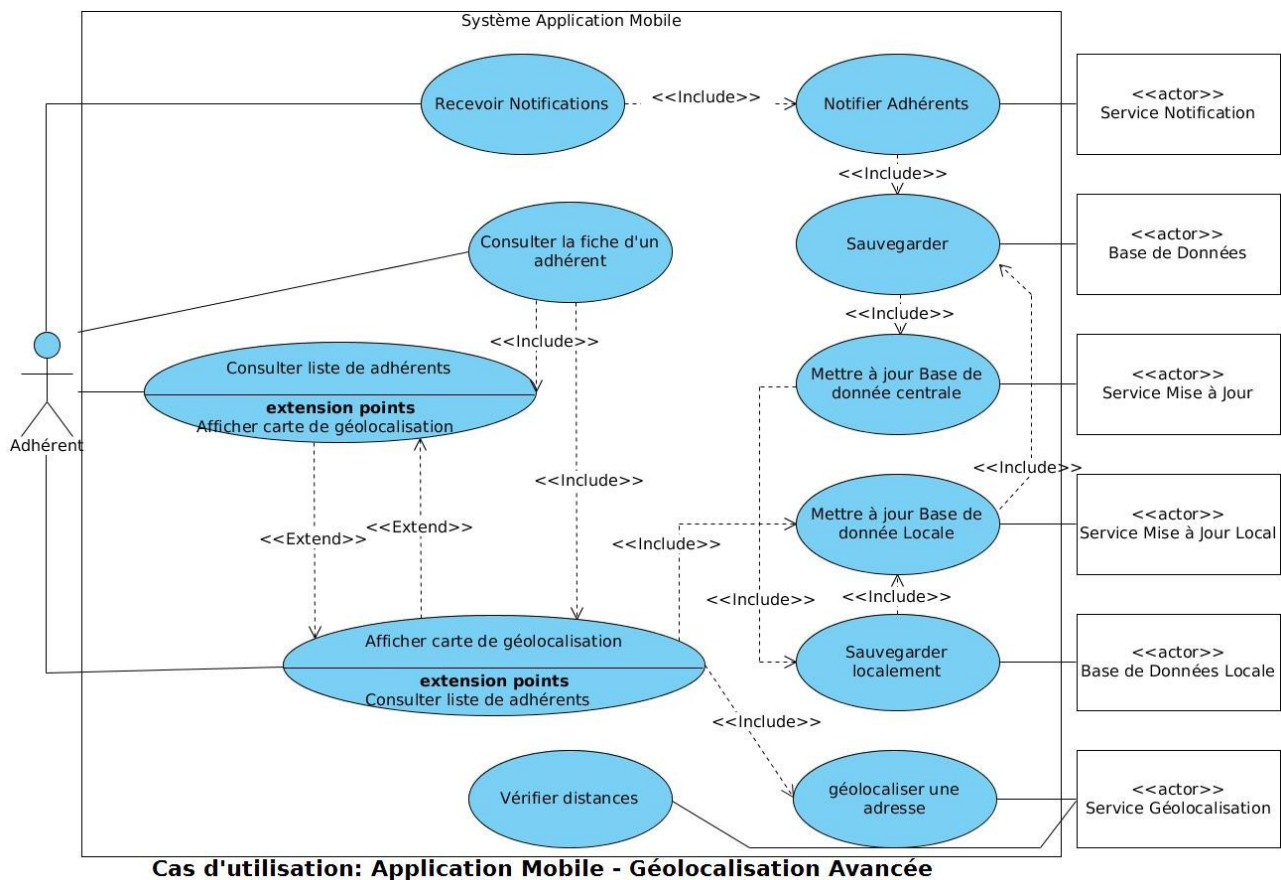 Système Application Mobile
Recevoir Notifications
<<Include>>
Notifier Adhérents
<<actor>>
Service Notification
<<Include>>
Consulter la fiche d'un
adhérent
Sauvegarder
<<actor>>
Base de Données
<<Include>>
<<Include>>
Adhérent
Consulter liste de adhérents
extension points
Afficher carte de géolocalisation
Mettre à jour Base de
donnée centrale
<<actor>>
Service Mise à Jour
<<Include>>
<<Include>>
<<Extend>>
<<Extend>>
<<Include>>
Mettre à jour Base de
donnée Locale
<<actor>>
Service Mise à Jour Local
<<Include>>
<<Include>>
Afficher carte de géolocalisation
extension points
Consulter liste de adhérents
Sauvegarder
localement
<<actor>>
Base de Données Locale
<<Include>>
Vérifier distances
géolocaliser une
adresse
<<actor>>
Service Géolocalisation
Cas d'utilisation: Application Mobile - Géolocalisation Avancée